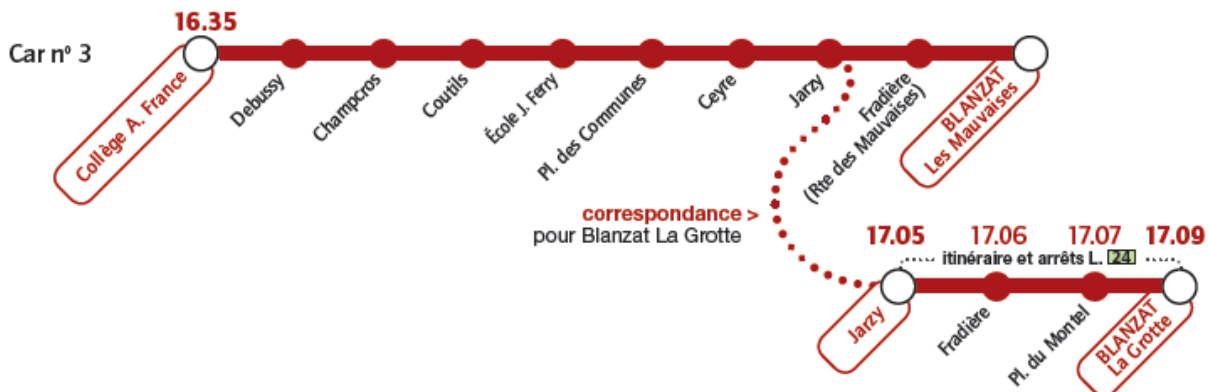 16.35
Car nº 3
Collège A. France
Debussy
Champcros
Coutils
École J. Ferry
Pl. des Communes
Ceyre
Jarzy
Fradière
(Rte des Mauvaises)
BLANZAT
Les Mauvaises
correspondance >
pour Blanzat La Grotte
17.05 17.06 17.07 17.09
itinéraire et arrêts L. 24
Jarzy
Fradière
Pl. du Montel
BLANZAT
La Grotte